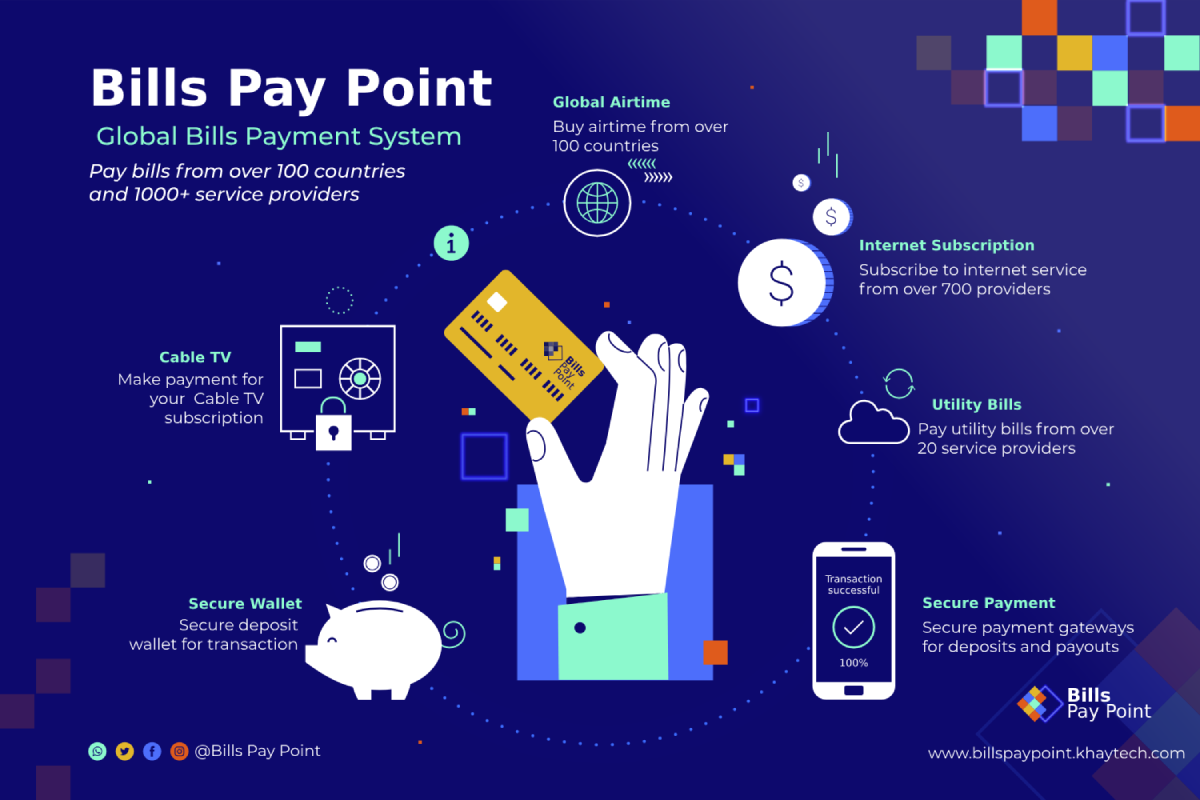 Bills Pay Point
Global Bills Payment System
Pay bills from over 100 countries
and 1000+ service providers
Global Airtime
Buy airtime from over
100 countries
i
$
$
$
Internet Subscription
Subscribe to internet service
from over 700 providers
Bills
Pay
Point
Cable TV
Make payment for
your Cable TV
subscription
Utility Bills
Pay utility bills from over
20 service providers
Secure Wallet
Secure deposit
wallet for transaction
Transaction
successful
100%
Secure Payment
Secure payment gateways
for deposits and payouts
Bills
Pay Point
@Bills Pay Point
www.billspaypoint.khaytech.com